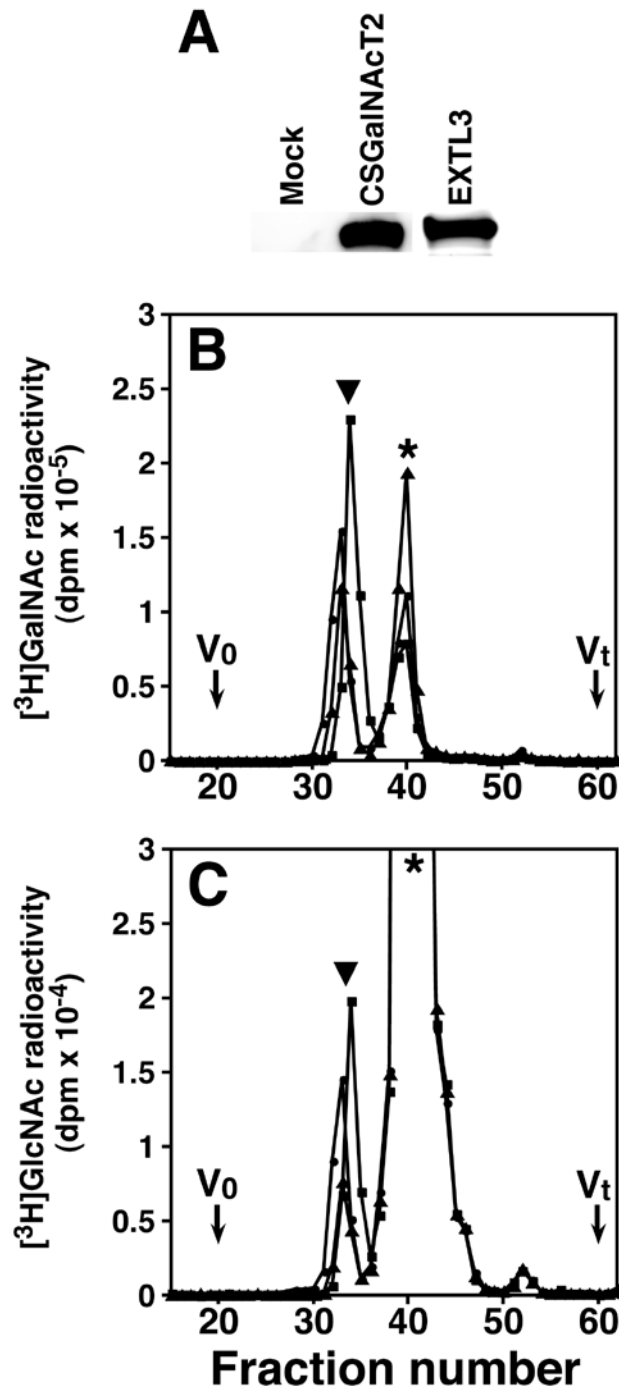 A
Mock
CSGalNAcT2
EXTL3
B
[³H]GalNAc radioactivity
(dpm x 10⁻⁵)
3
2.5
2
1.5
1
0.5
0
*
V₀
Vt
20
30
40
50
60
C
[³H]GlcNAc radioactivity
(dpm x 10⁻⁴)
3
2.5
2
1.5
1
0.5
0
*
V₀
Vt
20
30
40
50
60
Fraction number